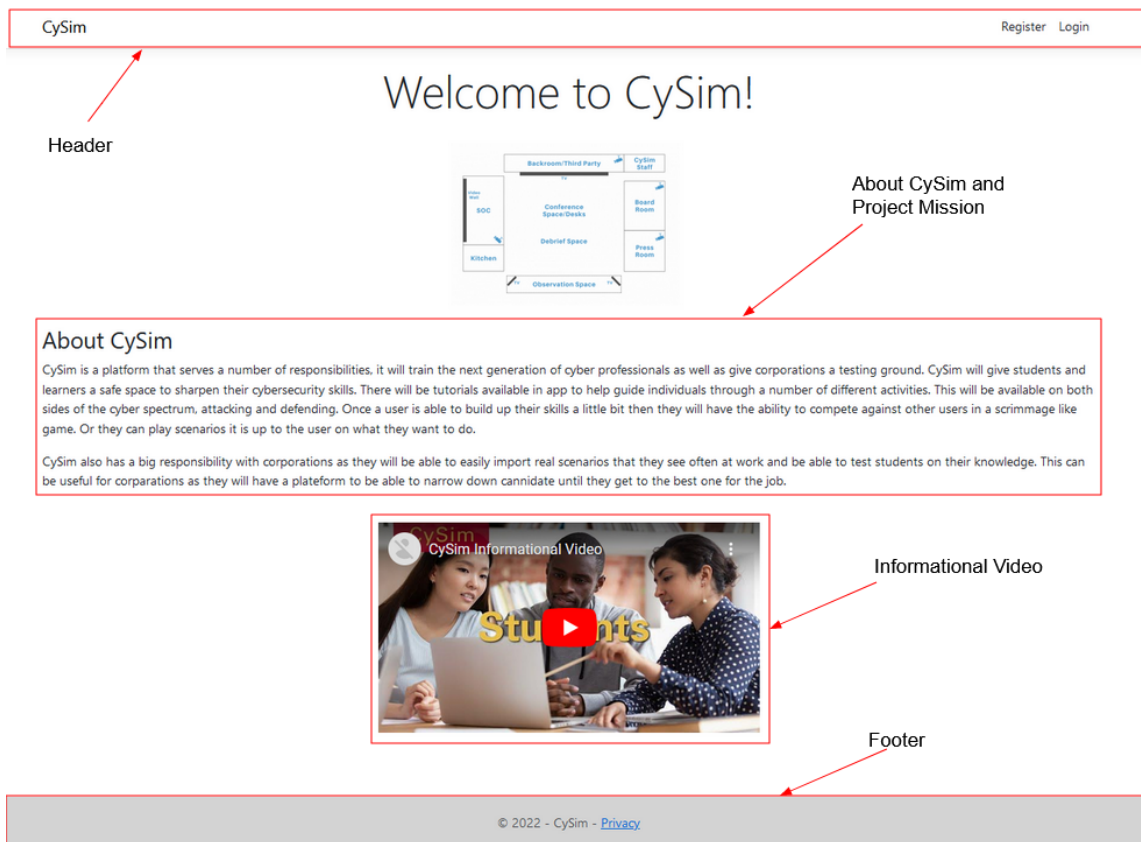 CySim
Register Login
Welcome to CySim!
Header
Backroom/Third Party
CySim
Staff
TV
Video
Wall
SOC
Conference
Space/Desks
Board
Room
Debrief Space
Press
Room
Kitchen
TV
Observation Space
TV
About CySim and
Project Mission
About CySim
CySim is a platform that serves a number of responsibilities, it will train the next generation of cyber professionals as well as give corporations a testing ground. CySim will give students and
learners a safe space to sharpen their cybersecurity skills. There will be tutorials available in app to help guide individuals through a number of different activities. This will be available on both
sides of the cyber spectrum, attacking and defending. Once a user is able to build up their skills a little bit then they will have the ability to compete against other users in a scrimmage like
game. Or they can play scenarios it is up to the user on what they want to do.
CySim also has a big responsibility with corporations as they will be able to easily import real scenarios that they see often at work and be able to test students on their knowledge. This can
be useful for corparations as they will have a plateform to be able to narrow down cannidate until they get to the best one for the job.
CySim
CySim Informational Video
Students
Informational Video
Footer
© 2022 - CySim - Privacy